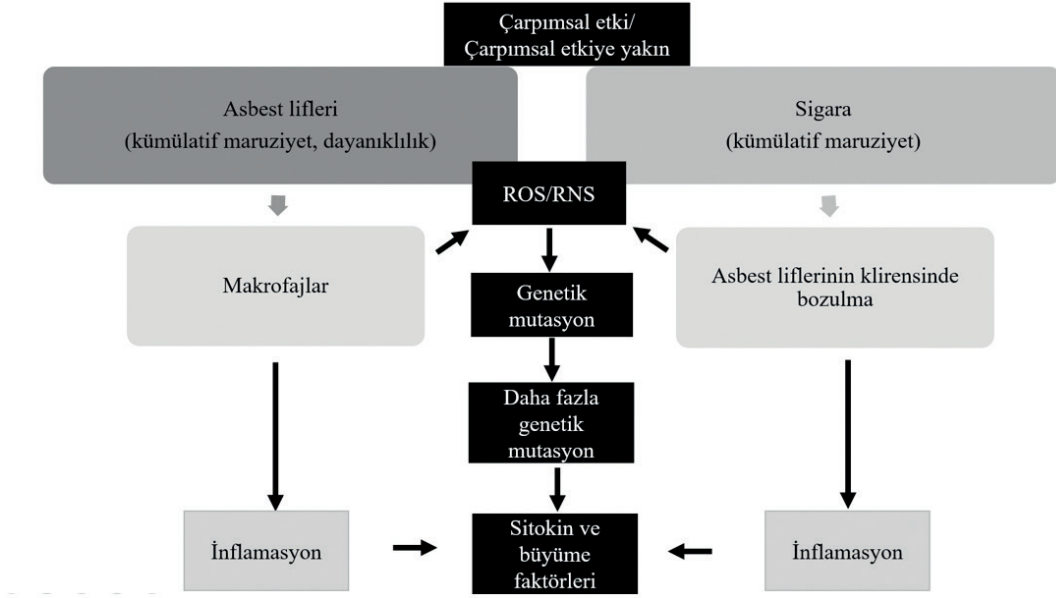 Çarpımsal etki/
Çarpımsal etkiye yakın
Asbest lifleri
(kümülatif maruziyet, dayanıklılık)
Sigara
(kümülatif maruziyet)
ROS/RNS
Makrofajlar
Asbest liflerinin klirensinde
bozulma
Genetik
mutasyon
Daha fazla
genetik
mutasyon
İnflamasyon
Sitokin ve
büyüme
faktörleri
İnflamasyon